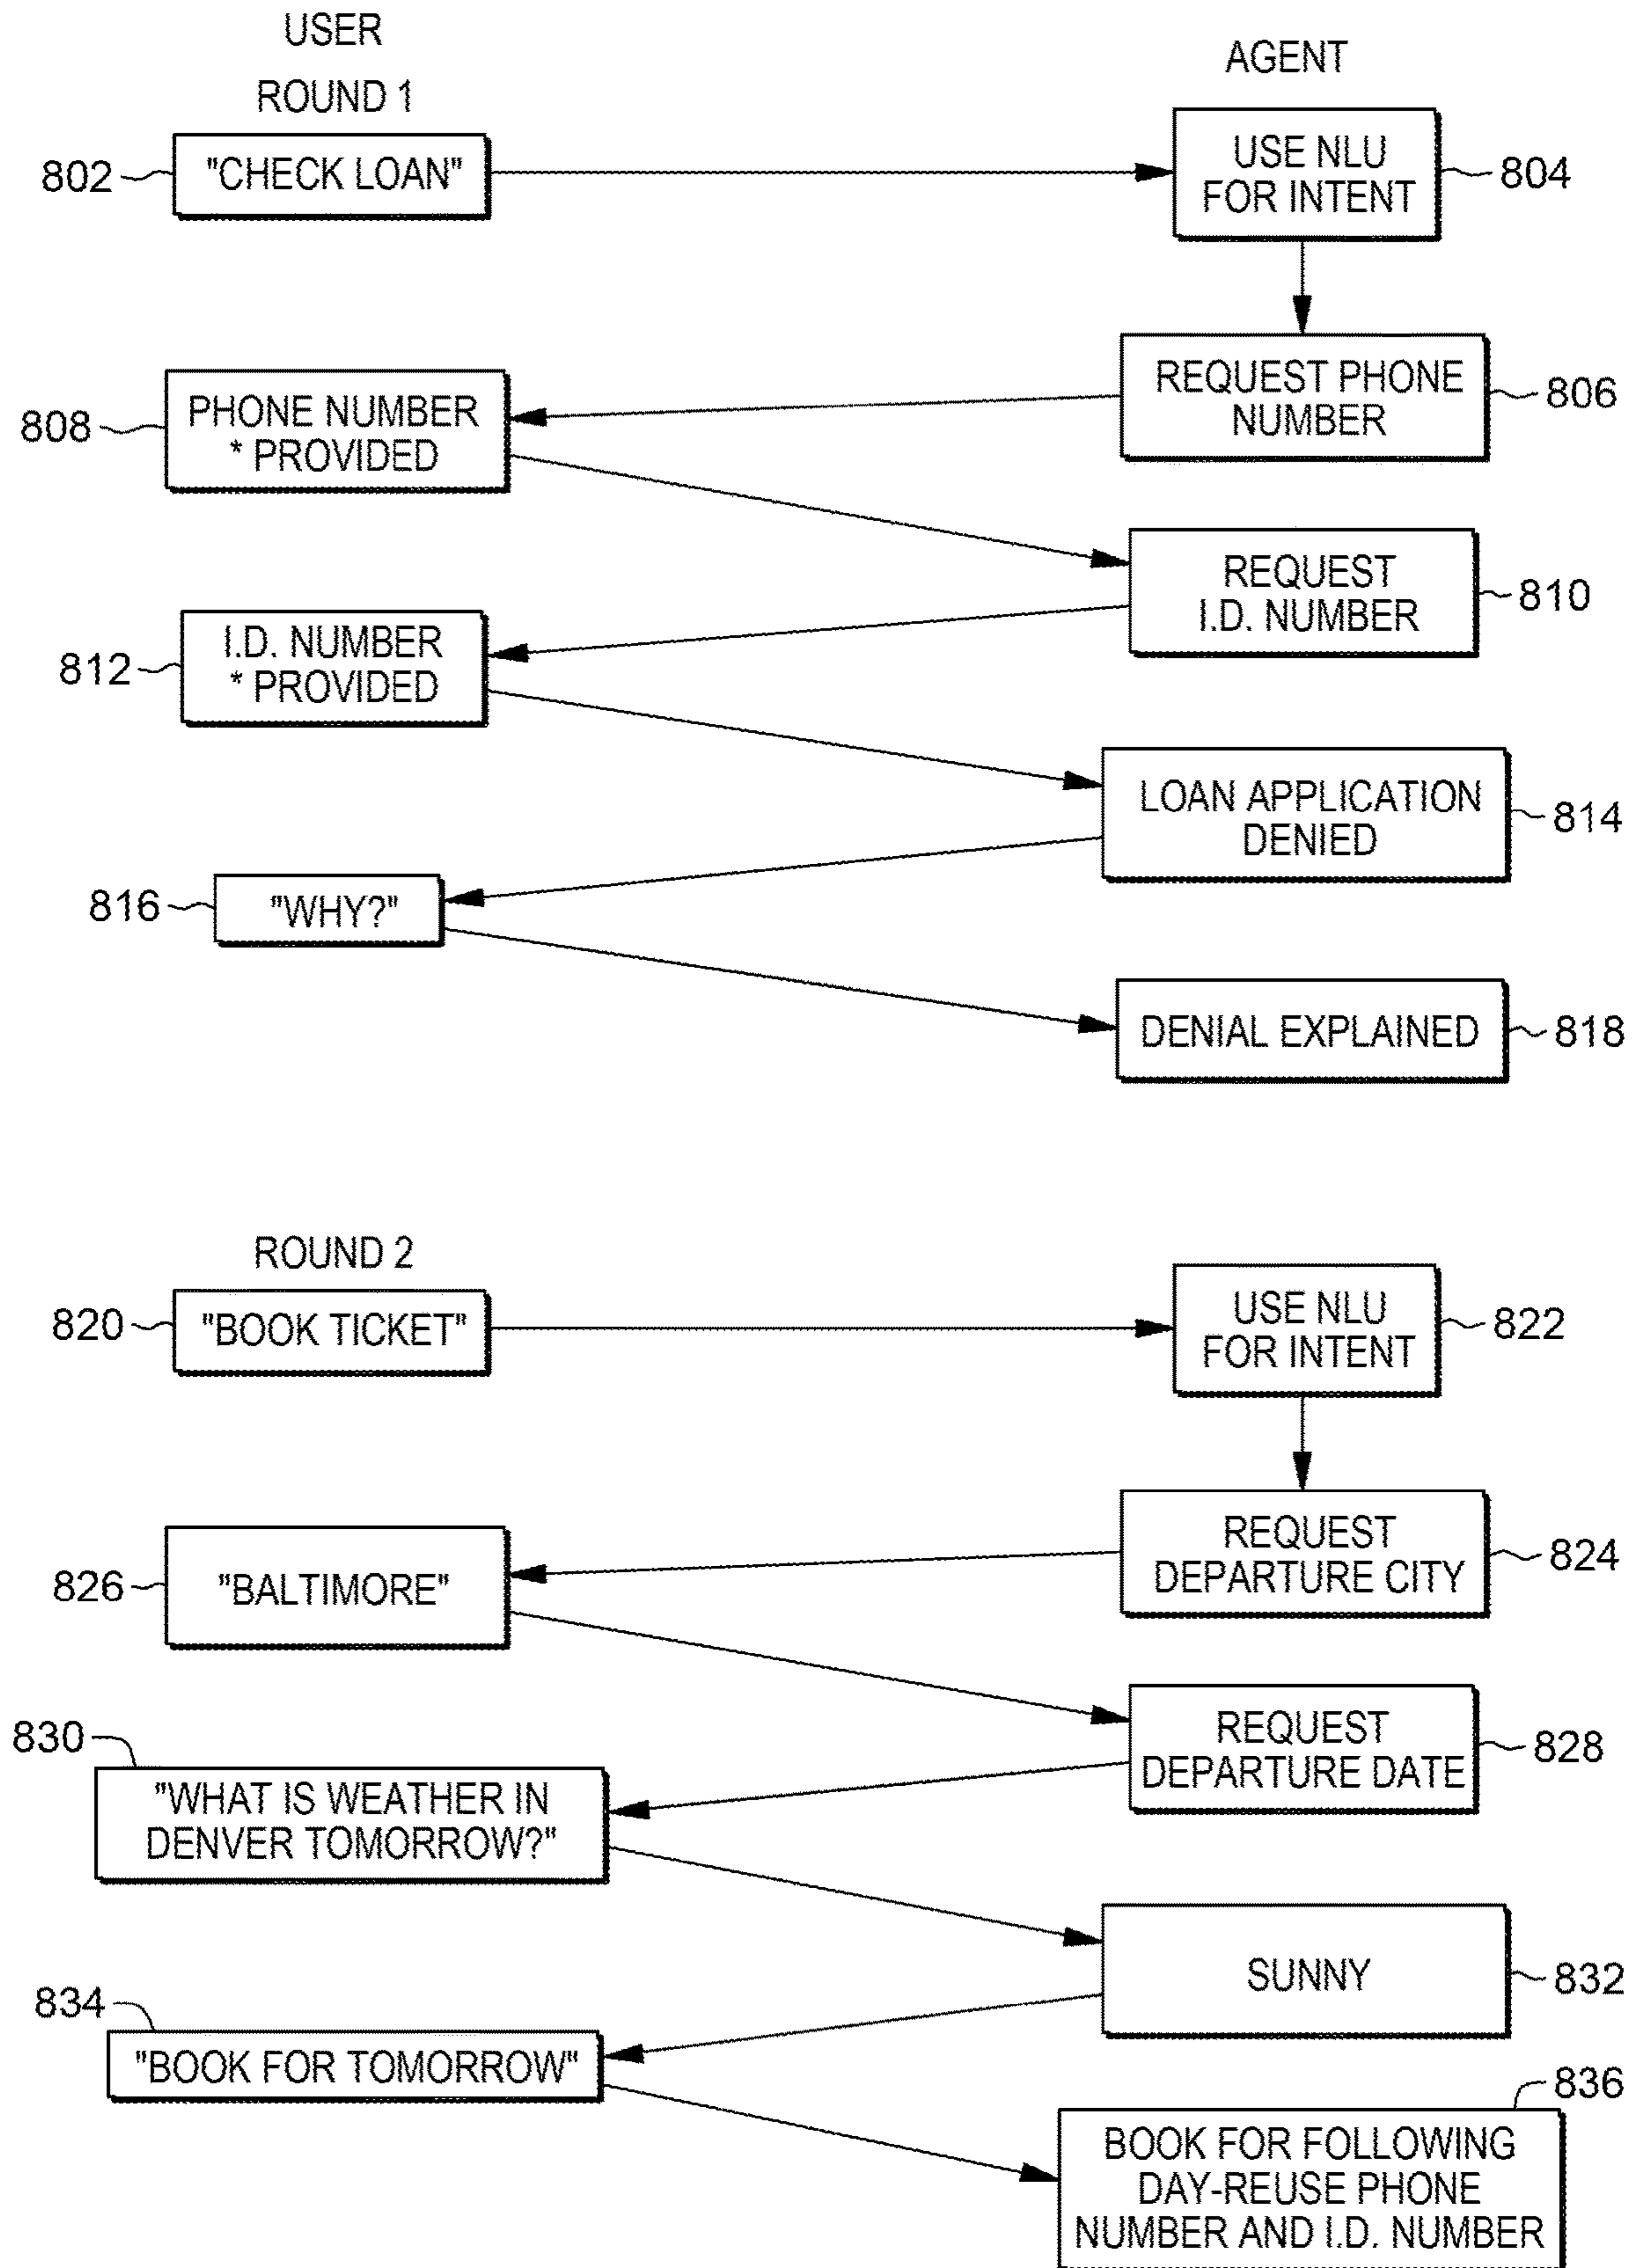 USER
AGENT
ROUND 1
802
"CHECK LOAN"
USE NLU
FOR INTENT
804
REQUEST PHONE
NUMBER
806
808
PHONE NUMBER
* PROVIDED
REQUEST
I.D. NUMBER
810
812
I.D. NUMBER
* PROVIDED
LOAN APPLICATION
DENIED
814
816
"WHY?"
DENIAL EXPLAINED
818
ROUND 2
820
"BOOK TICKET"
USE NLU
FOR INTENT
822
REQUEST
DEPARTURE CITY
824
826
"BALTIMORE"
REQUEST
DEPARTURE DATE
828
830
"WHAT IS WEATHER IN
DENVER TOMORROW?"
SUNNY
832
834
"BOOK FOR TOMORROW"
836
BOOK FOR FOLLOWING
DAY-REUSE PHONE
NUMBER AND I.D. NUMBER